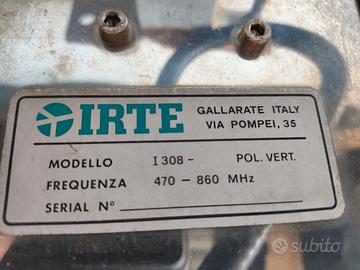 IRTE
GALLARATE ITALY
VIA POMPEI, 35
MODELLO I 308 - POL. VERT.
FREQUENZA 470 - 860 MHz
SERIAL N°
subito